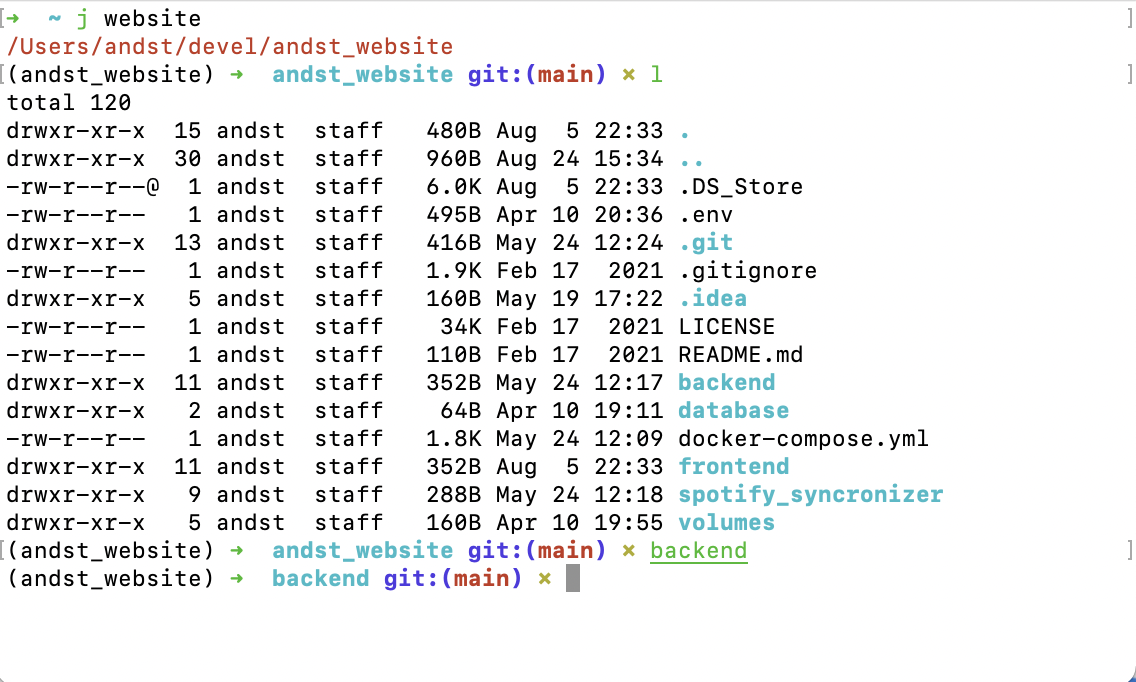 [➜  ~ j website ]
/Users/andst/devel/andst_website
[(andst_website) ➜  andst_website git:(main) × l ]
total 120
drwxr-xr-x  15 andst  staff   480B Aug  5 22:33 .
drwxr-xr-x  30 andst  staff   960B Aug 24 15:34 ..
-rw-r--r--@  1 andst  staff   6.0K Aug  5 22:33 .DS_Store
-rw-r--r--   1 andst  staff   495B Apr 10 20:36 .env
drwxr-xr-x  13 andst  staff   416B May 24 12:24 .git
-rw-r--r--   1 andst  staff   1.9K Feb 17  2021 .gitignore
drwxr-xr-x   5 andst  staff   160B May 19 17:22 .idea
-rw-r--r--   1 andst  staff    34K Feb 17  2021 LICENSE
-rw-r--r--   1 andst  staff   110B Feb 17  2021 README.md
drwxr-xr-x  11 andst  staff   352B May 24 12:17 backend
drwxr-xr-x   2 andst  staff    64B Apr 10 19:11 database
-rw-r--r--   1 andst  staff   1.8K May 24 12:09 docker-compose.yml
drwxr-xr-x  11 andst  staff   352B Aug  5 22:33 frontend
drwxr-xr-x   9 andst  staff   288B May 24 12:18 spotify_syncronizer
drwxr-xr-x   5 andst  staff   160B Apr 10 19:55 volumes
[(andst_website) ➜  andst_website git:(main) × backend ]
(andst_website) ➜  backend git:(main) ×